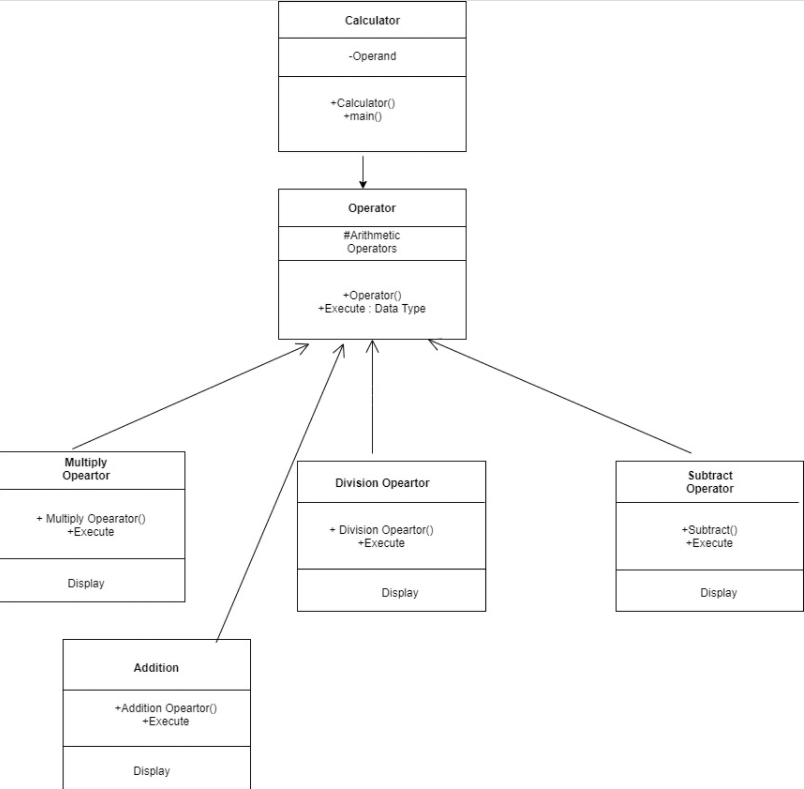 Calculator
-Operand
+Calculator()
+main()
Operator
#Arithmetic
Operators
+Operator()
+Execute : Data Type
Multiply
Opeartor
+ Multiply Opearator()
+Execute
Display
Division Opeartor
+ Division Opeartor()
+Execute
Display
Subtract
Operator
+Subtract()
+Execute
Display
Addition
+Addition Opeartor()
+Execute
Display